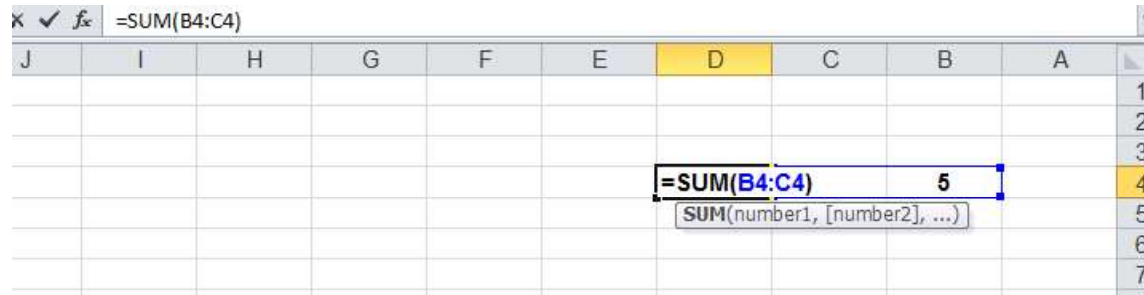 fx =SUM(B4:C4)
J I H G F E D C B A
1
2
3
=SUM(B4:C4) 5 4
SUM(number1, [number2], ...) 5
6
7